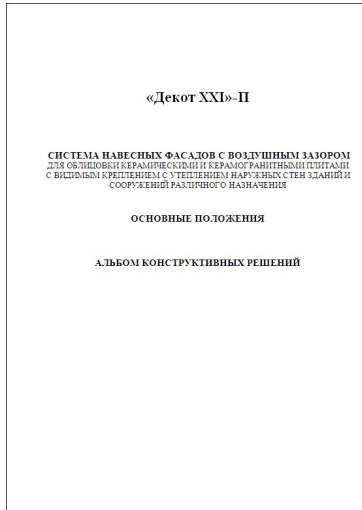 «Декот XXI»-П
СИСТЕМА НАВЕСНЫХ ФАСАДОВ С ВОЗДУШНЫМ ЗАЗОРОМ
ДЛЯ ОБЛИЦОВКИ КЕРАМИЧЕСКИМИ И КЕРАМОГРАНИТНЫМИ ПЛИТАМИ
С ВИДИМЫМ КРЕПЛЕНИЕМ С УТЕПЛЕНИЕМ НАРУЖНЫХ СТЕН ЗДАНИЙ И
СООРУЖЕНИЙ РАЗЛИЧНОГО НАЗНАЧЕНИЯ
ОСНОВНЫЕ ПОЛОЖЕНИЯ
АЛЬБОМ КОНСТРУКТИВНЫХ РЕШЕНИЙ